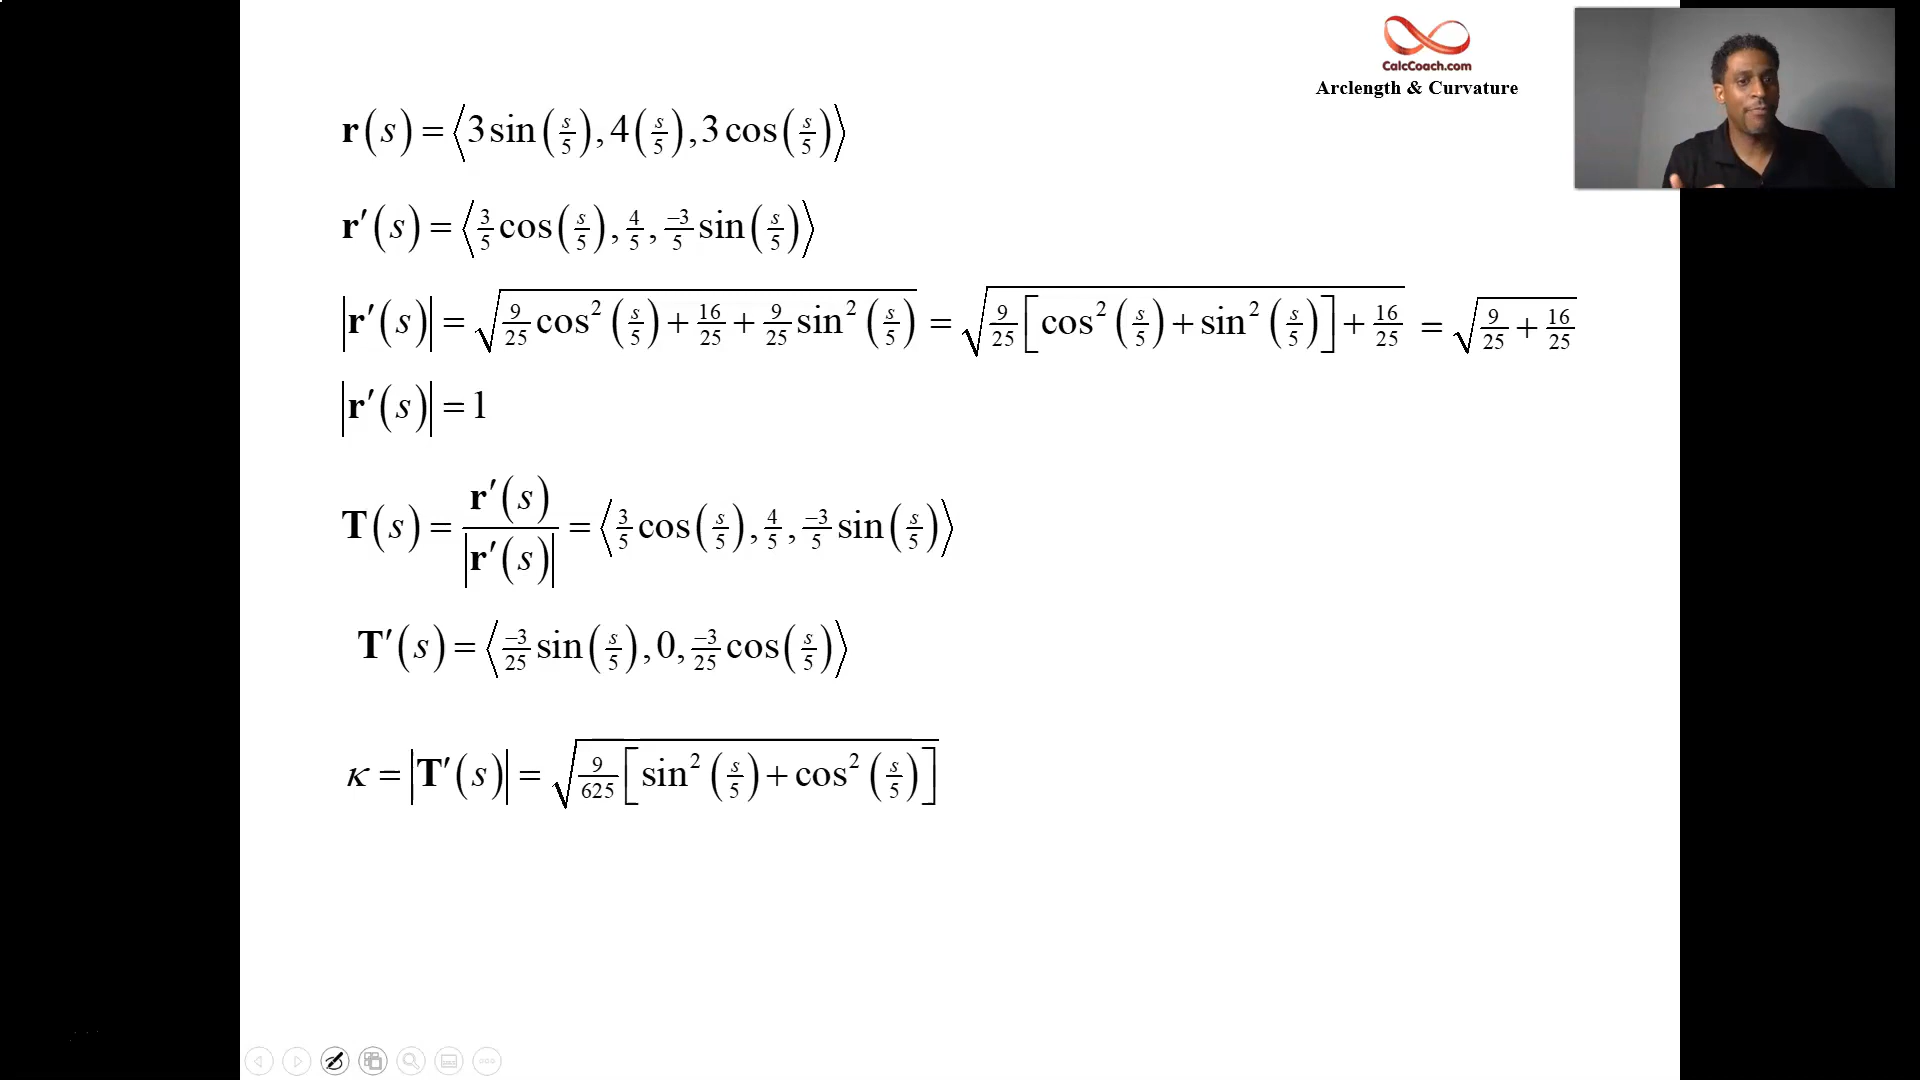 CalcCoach.com
Arclength & Curvature
r(s) = ⟨3 sin(s/5), 4(s/5), 3 cos(s/5)⟩
r′(s) = ⟨3/5 cos(s/5), 4/5, −3/5 sin(s/5)⟩
|r′(s)| = √(9/25 cos²(s/5) + 16/25 + 9/25 sin²(s/5)) = √(9/25 [cos²(s/5) + sin²(s/5)] + 16/25) = √(9/25 + 16/25)
|r′(s)| = 1
T(s) = r′(s)/|r′(s)| = ⟨3/5 cos(s/5), 4/5, −3/5 sin(s/5)⟩
T′(s) = ⟨−3/25 sin(s/5), 0, −3/25 cos(s/5)⟩
κ = |T′(s)| = √(9/625 [sin²(s/5) + cos²(s/5)])